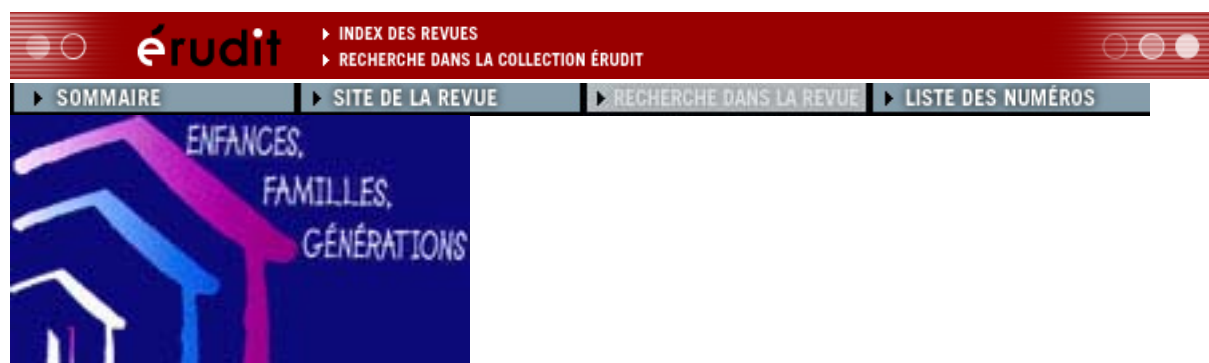 érudit
INDEX DES REVUES
RECHERCHE DANS LA COLLECTION ÉRUDIT
SOMMAIRE
SITE DE LA REVUE
RECHERCHE DANS LA REVUE
LISTE DES NUMÉROS
ENFANCES,
FAMILLES,
GÉNÉRATIONS